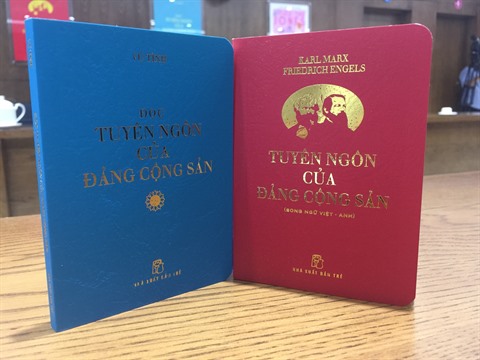 ĐỌC
TUYÊN NGÔN
CỦA
ĐẢNG CỘNG SẢN
NHÀ XUẤT BẢN TRẺ
KARL MARX
FRIEDRICH ENGELS
TUYÊN NGÔN
CỦA
ĐẢNG CỘNG SẢN
(SONG NGỮ VIỆT - ANH)
NHÀ XUẤT BẢN TRẺ